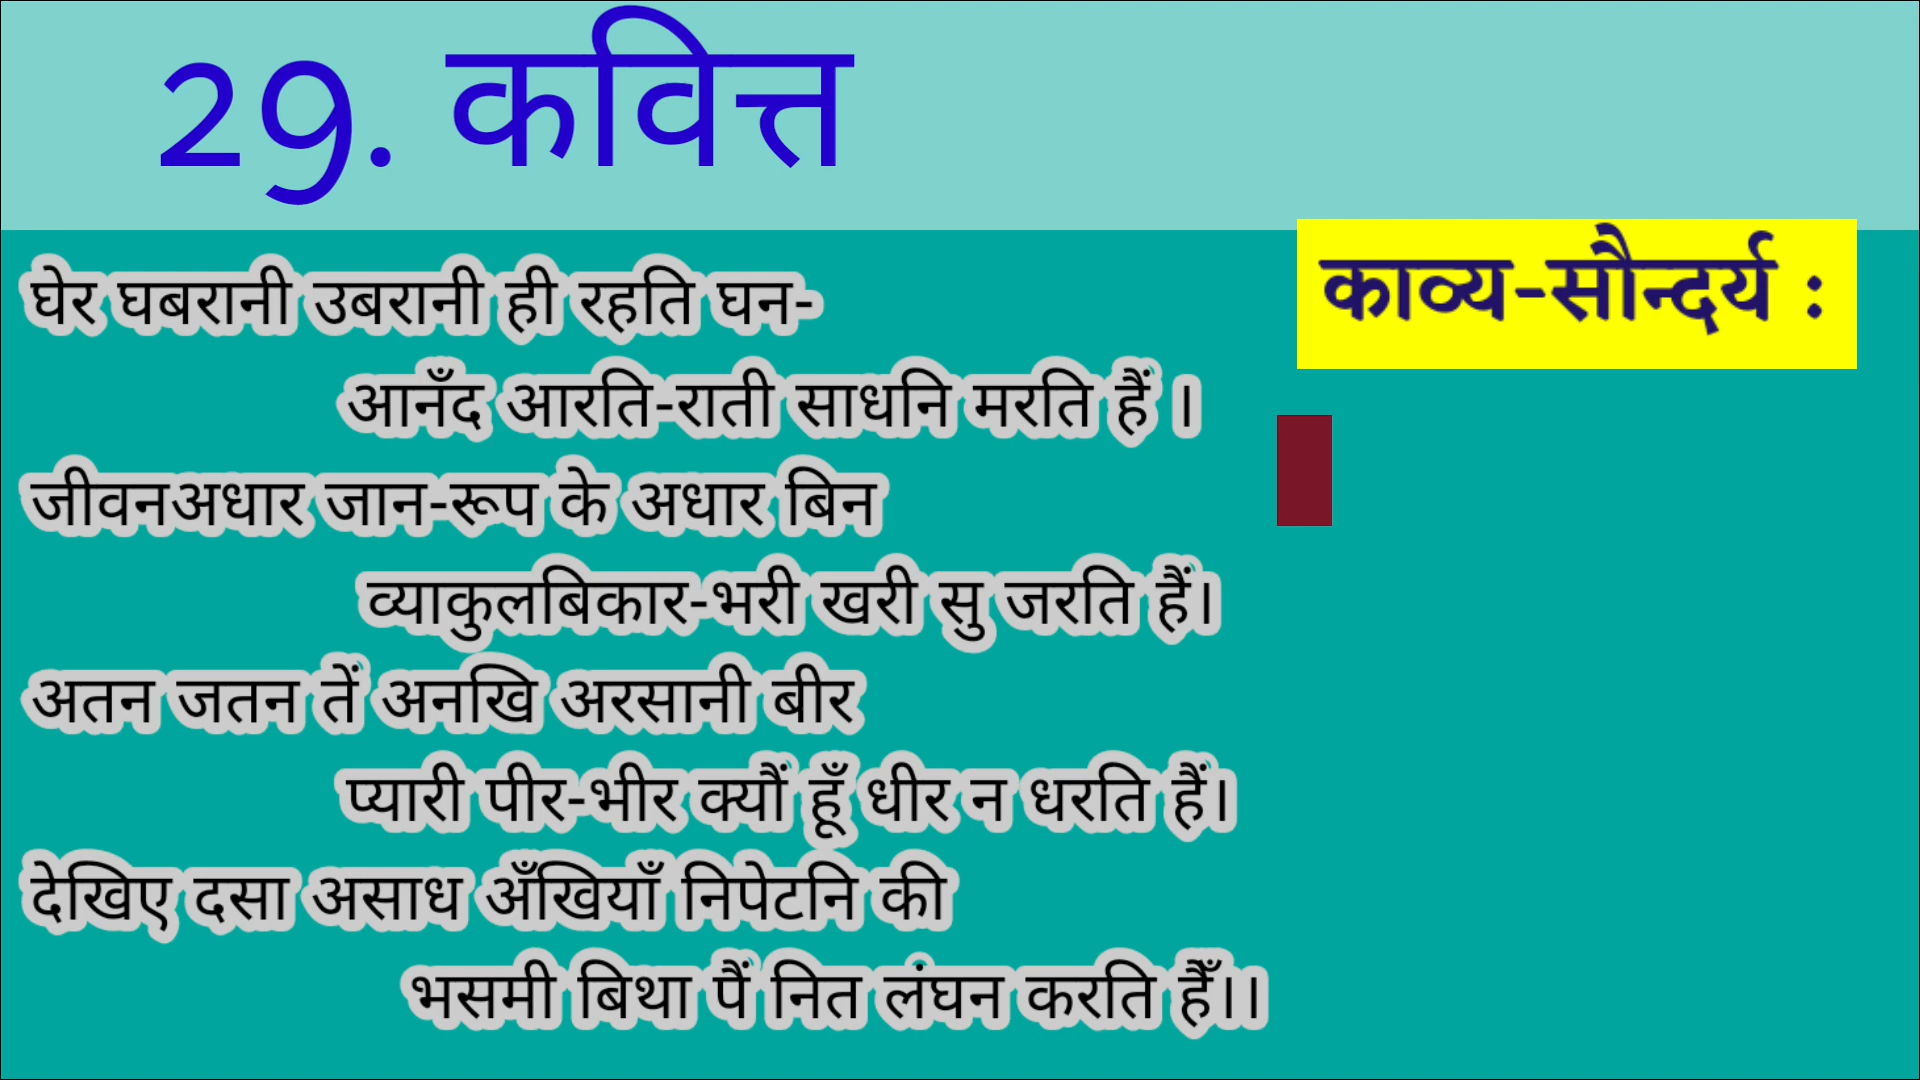 29. कवित्त
काव्य-सौन्दर्य :
घेर घबरानी उबरानी ही रहति घन-
आनँद आरति-राती साधनि मरति हैं ।
जीवनअधार जान-रूप के अधार बिन
व्याकुलबिकार-भरी खरी सु जरति हैं।
अतन जतन तें अनखि अरसानी बीर
प्यारी पीर-भीर क्यौं हूँ धीर न धरति हैं।
देखिए दसा असाध अँखियाँ निपेटनि की
भसमी बिथा पैं नित लंघन करति हैँ।।